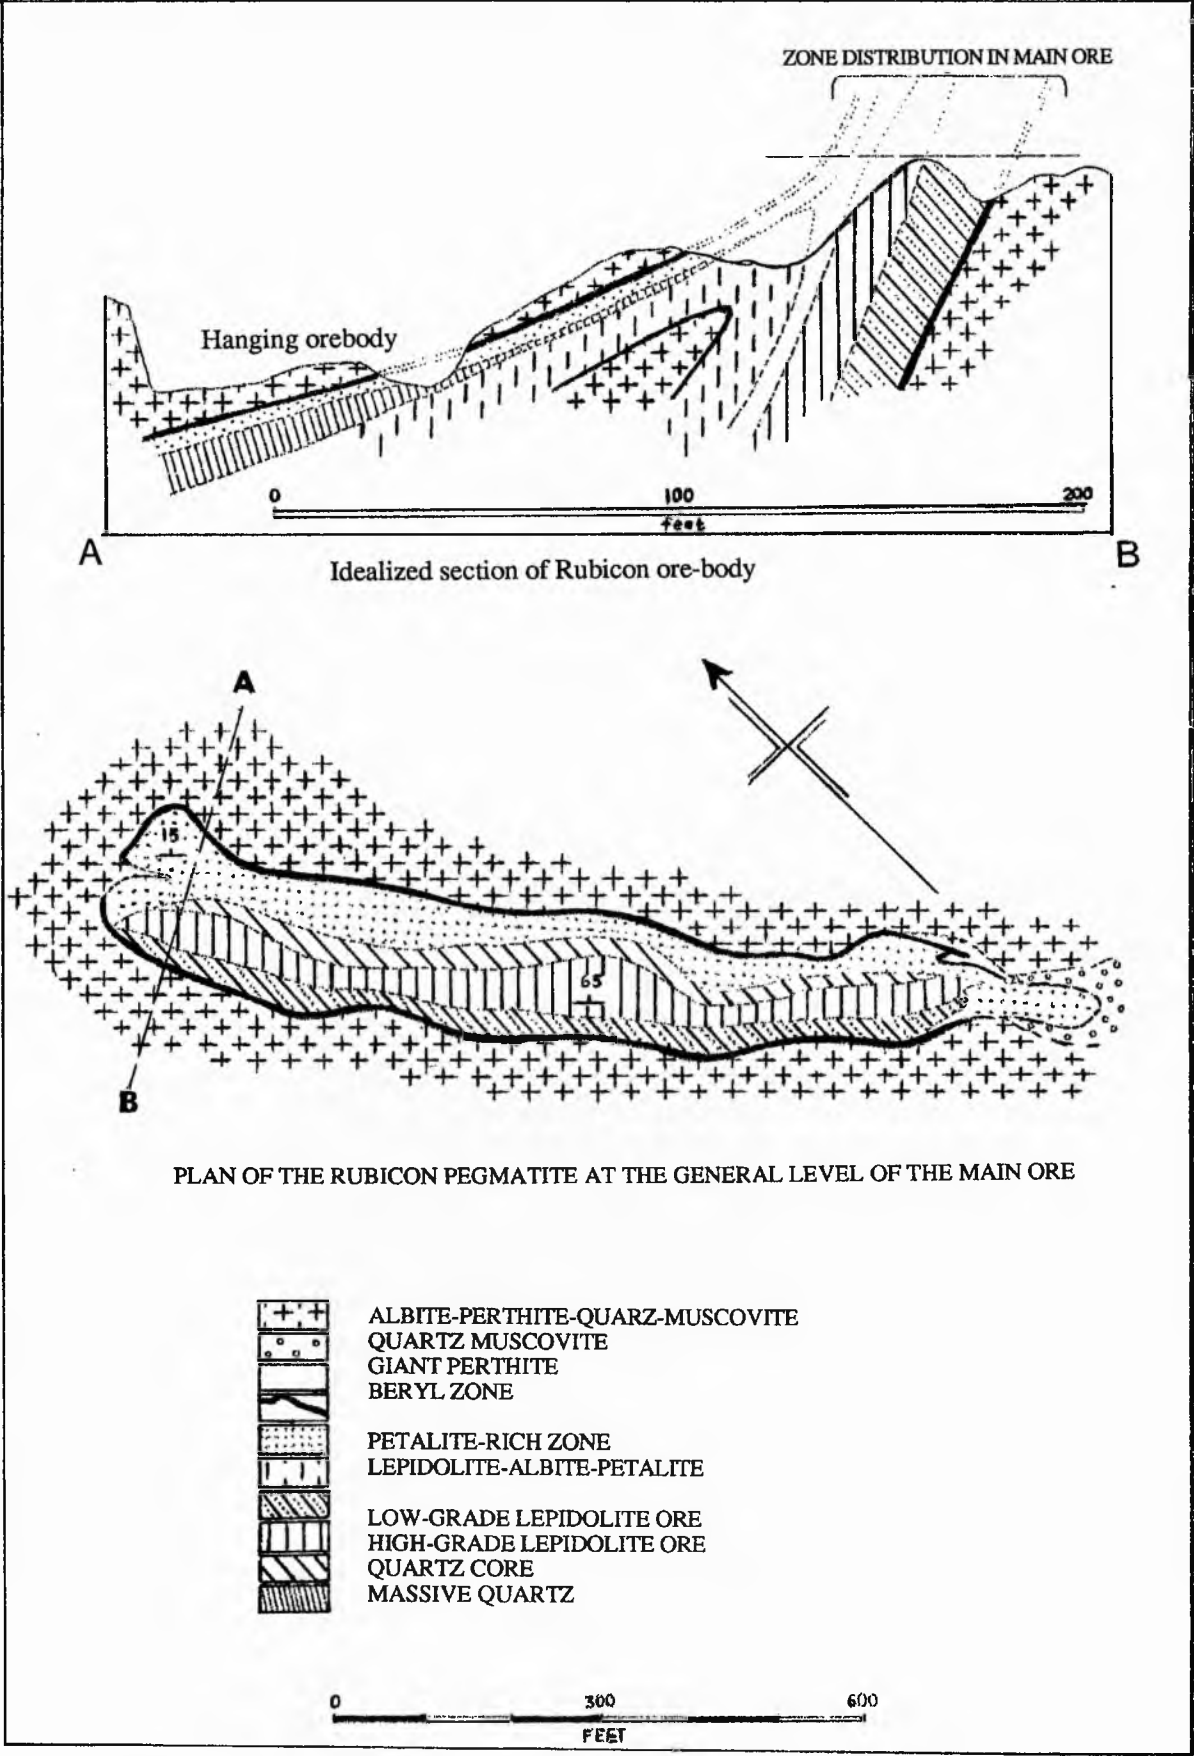 ZONE DISTRIBUTION IN MAIN ORE
Hanging orebody
0 100 200
feet
A B
Idealized section of Rubicon ore-body
A
15
65
B
PLAN OF THE RUBICON PEGMATITE AT THE GENERAL LEVEL OF THE MAIN ORE
ALBITE-PERTHITE-QUARZ-MUSCOVITE
QUARTZ MUSCOVITE
GIANT PERTHITE
BERYL ZONE
PETALITE-RICH ZONE
LEPIDOLITE-ALBITE-PETALITE
LOW-GRADE LEPIDOLITE ORE
HIGH-GRADE LEPIDOLITE ORE
QUARTZ CORE
MASSIVE QUARTZ
0 300 600
FEET